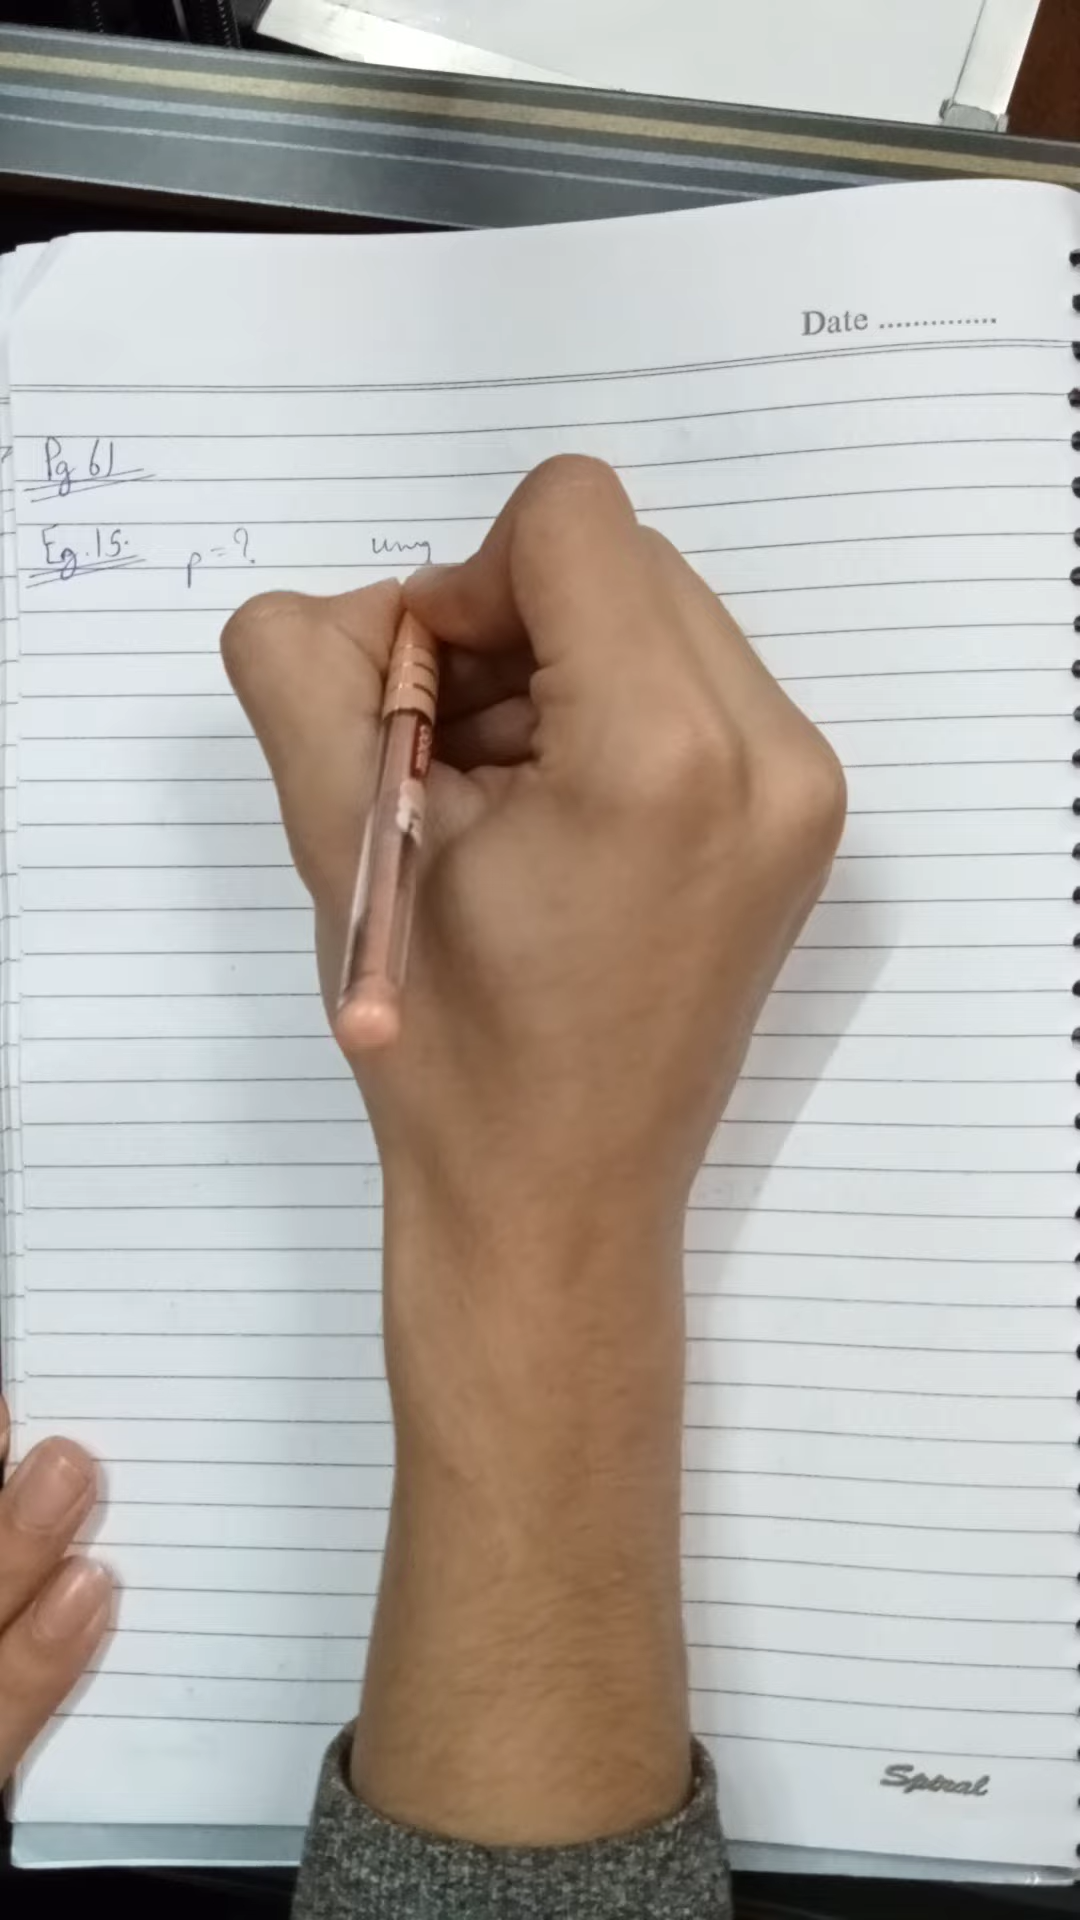 Date ..............
Pg 61
Eg.15. p=?
Spiral